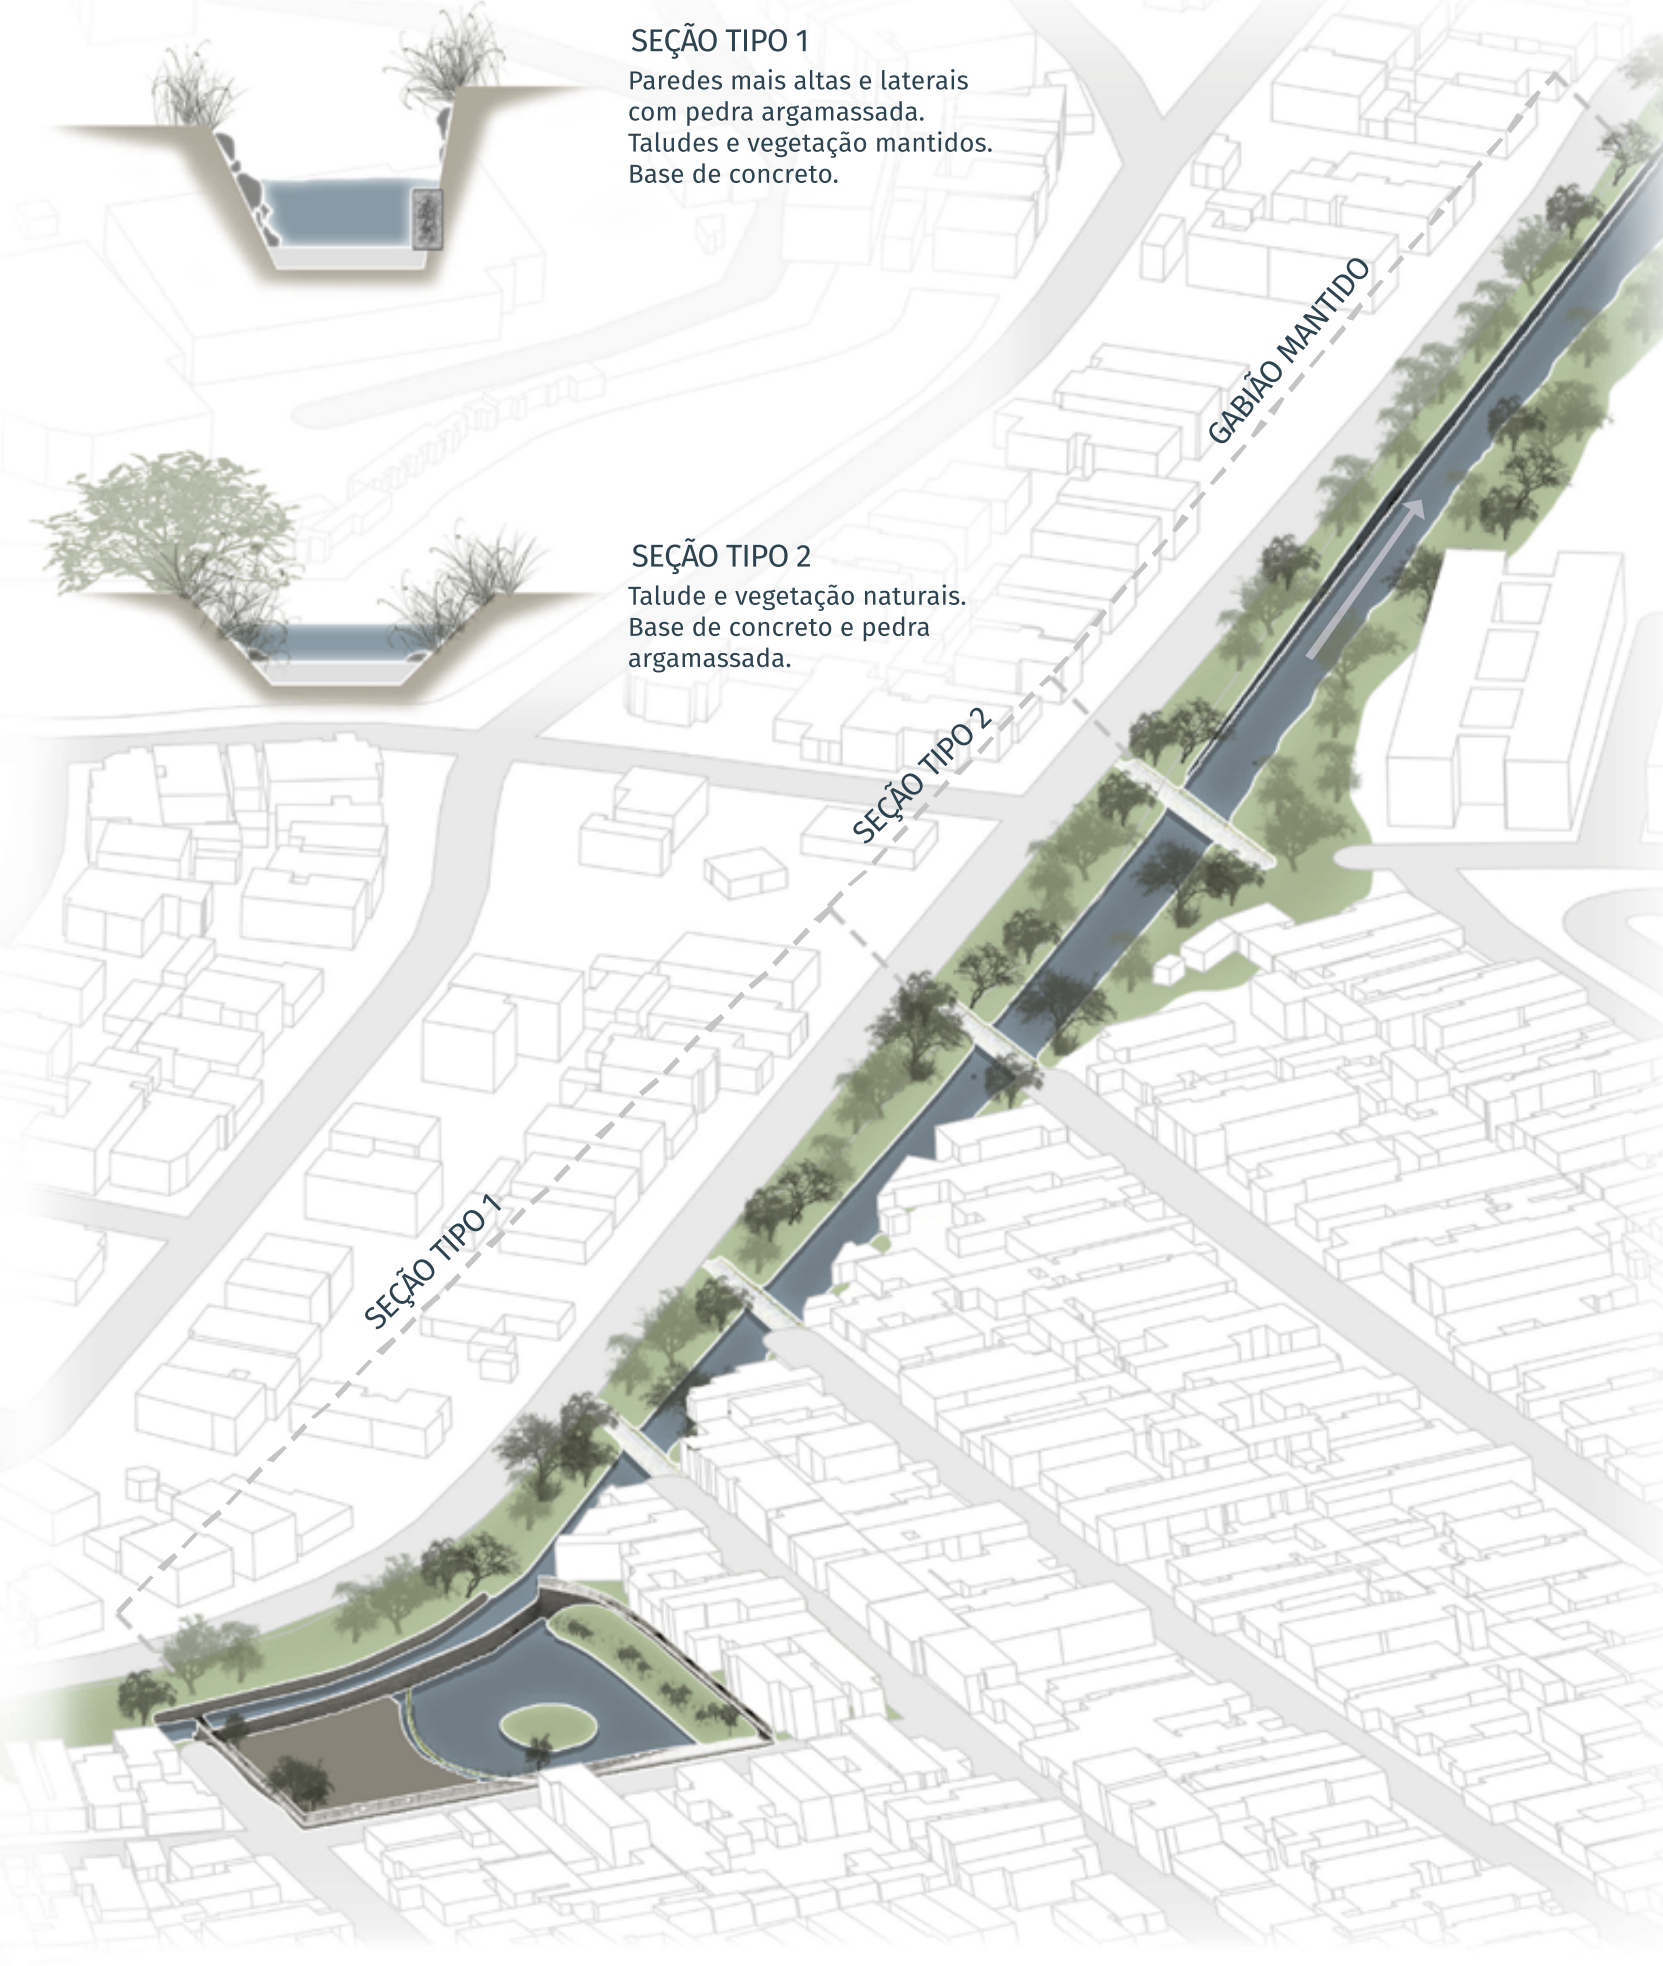 SEÇÃO TIPO 1
Paredes mais altas e laterais
com pedra argamassada.
Taludes e vegetação mantidos.
Base de concreto.
GABIÃO MANTIDO
SEÇÃO TIPO 2
Talude e vegetação naturais.
Base de concreto e pedra
argamassada.
SEÇÃO TIPO 2
SEÇÃO TIPO 1